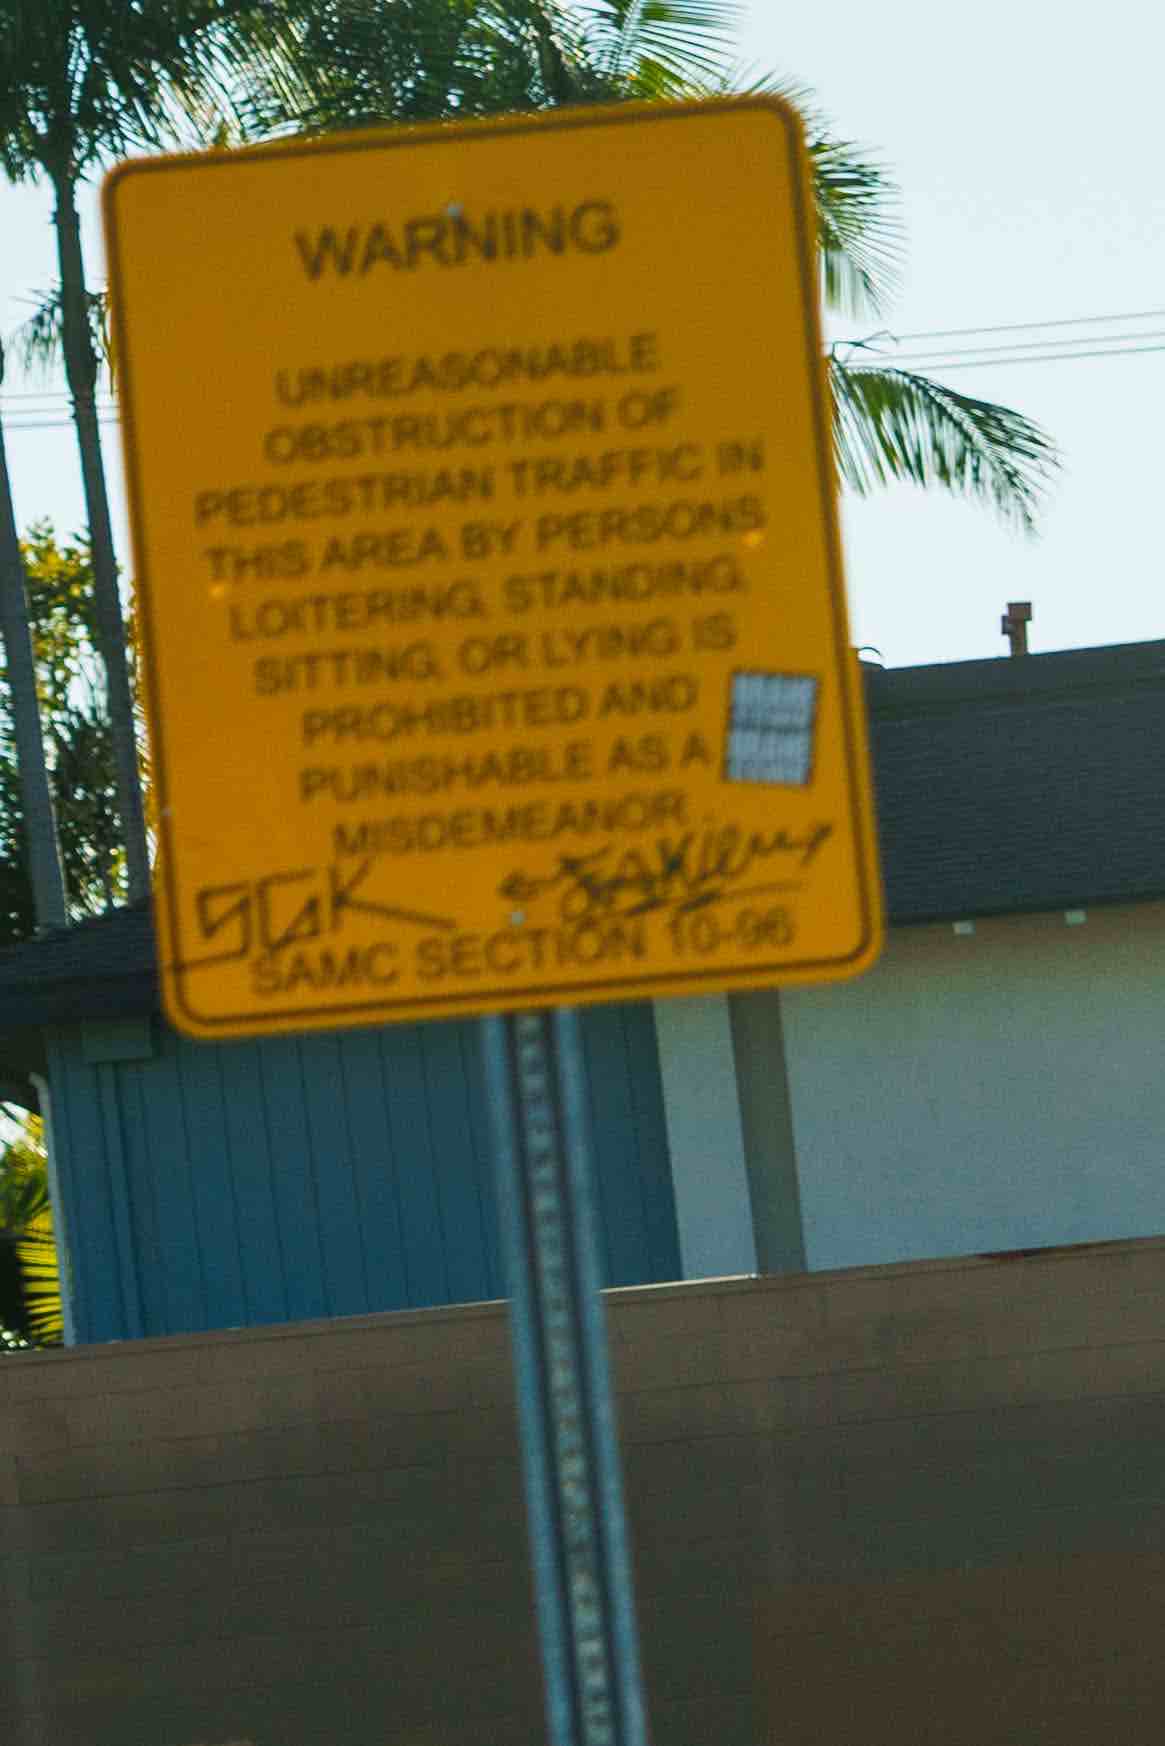 WARNING
UNREASONABLE
OBSTRUCTION OF
PEDESTRIAN TRAFFIC IN
THIS AREA BY PERSONS
LOITERING, STANDING,
SITTING, OR LYING IS
PROHIBITED AND
PUNISHABLE AS A
MISDEMEANOR
SAMC SECTION 10-96